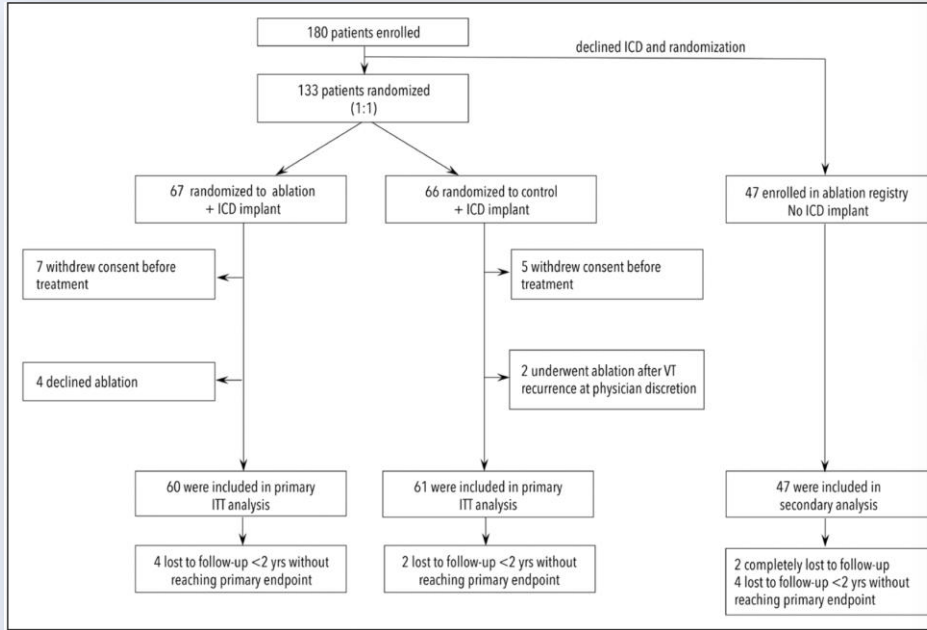 180 patients enrolled
declined ICD and randomization
133 patients randomized
(1:1)
67 randomized to ablation
+ ICD implant
66 randomized to control
+ ICD implant
47 enrolled in ablation registry
No ICD implant
7 withdrew consent before
treatment
5 withdrew consent before
treatment
4 declined ablation
2 underwent ablation after VT
recurrence at physician discretion
60 were included in primary
ITT analysis
61 were included in primary
ITT analysis
47 were included in
secondary analysis
4 lost to follow-up <2 yrs without
reaching primary endpoint
2 lost to follow-up <2 yrs without
reaching primary endpoint
2 completely lost to follow-up
4 lost to follow-up <2 yrs without
reaching primary endpoint